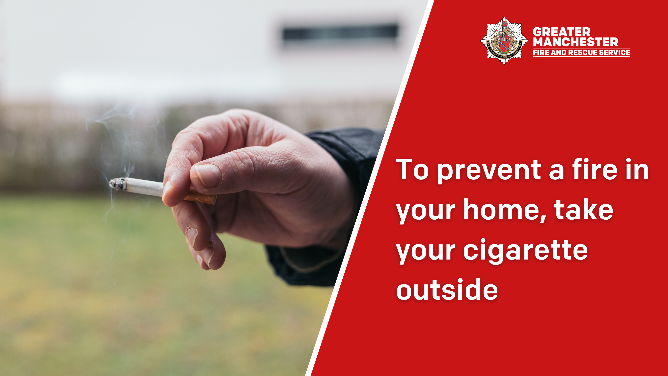 GREATER
MANCHESTER
FIRE AND RESCUE SERVICE
To prevent a fire in
your home, take
your cigarette
outside